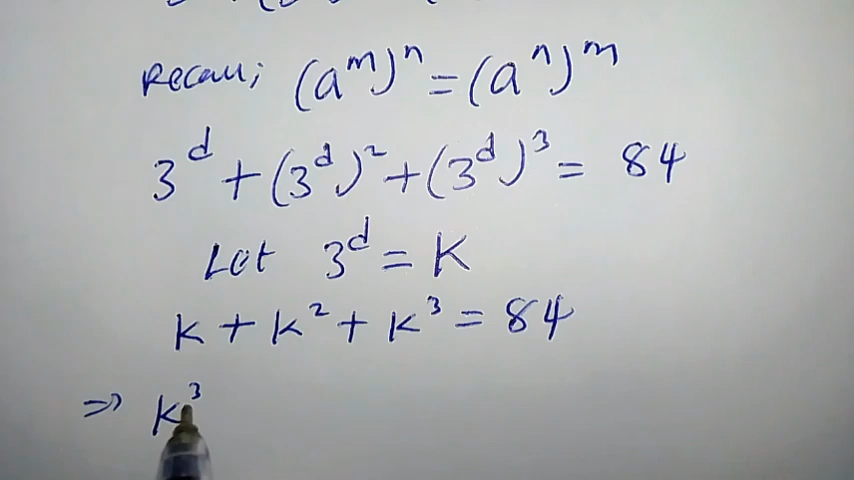 Recall; (a^m)^n = (a^n)^m
3^d + (3^d)^2 + (3^d)^3 = 84
Let 3^d = K
K + K^2 + K^3 = 84
⇒ K^3